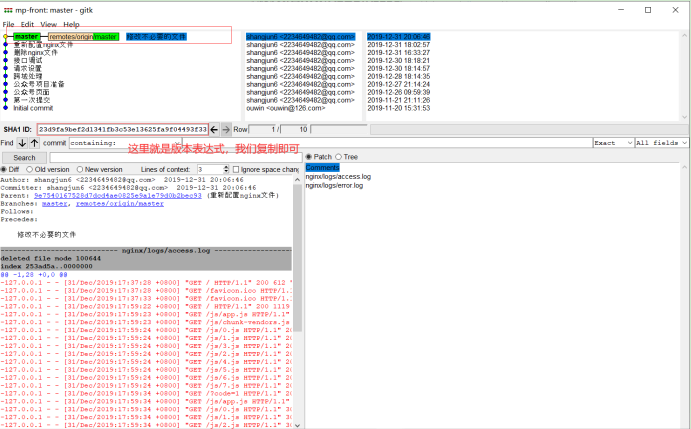 mp-front: master - gitk
File Edit View Help
master remotes/origin/master 修改不必要的文件 shangjun6 <2234649482@qq.com> 2019-12-31 20:06:46
重新配置nginx文件 shangjun6 <2234649482@qq.com> 2019-12-31 18:02:57
删除nginx文件 shangjun6 <2234649482@qq.com> 2019-12-31 16:33:27
接口调试 shangjun6 <2234649482@qq.com> 2019-12-30 18:18:21
请求设置 shangjun6 <2234649482@qq.com> 2019-12-30 18:14:57
跨域处理 shangjun6 <2234649482@qq.com> 2019-12-28 18:14:35
公众号项目准备 shangjun6 <2234649482@qq.com> 2019-12-27 21:14:24
公众号页面 shangjun6 <2234649482@qq.com> 2019-12-26 09:59:39
第一次提交 shangjun6 <2234649482@qq.com> 2019-11-21 21:11:26
Initial commit ouwin <ouwin@126.com> 2019-11-20 15:31:53
SHA1 ID: 23d9fa9bef2d1341fb3c53e13625fa9f04493f33 Row 1 / 10
Find commit containing: Exact All fields
这里就是版本表达式，我们复制即可
Search
Patch Tree
Diff Old version New version Lines of context: 3 Ignore space chang
Comments
nginx/logs/access.log
nginx/logs/error.log
Author: shangjun6 <2234649482@qq.com> 2019-12-31 20:06:46
Committer: shangjun6 <2234649482@qq.com> 2019-12-31 20:06:46
Parent: 9e7540167528d7dcd4ae0825e9a1e79d0b2bec93 (重新配置nginx文件)
Branches: master, remotes/origin/master
Follows:
Precedes:
修改不必要的文件
nginx/logs/access.log
deleted file mode 100644
index 253ad5a..0000000
@@ -1,28 +0,0 @@
-127.0.0.1 - - [31/Dec/2019:17:37:28 +0800] "GET / HTTP/1.1" 200 612 "
-127.0.0.1 - - [31/Dec/2019:17:37:28 +0800] "GET /favicon.ico HTTP/1.
-127.0.0.1 - - [31/Dec/2019:17:37:33 +0800] "GET /favicon.ico HTTP/1.
-127.0.0.1 - - [31/Dec/2019:17:59:22 +0800] "GET / HTTP/1.1" 200 1119
-127.0.0.1 - - [31/Dec/2019:17:59:23 +0800] "GET /js/app.js HTTP/1.1"
-127.0.0.1 - - [31/Dec/2019:17:59:23 +0800] "GET /js/chunk-vendors.js
-127.0.0.1 - - [31/Dec/2019:17:59:24 +0800] "GET /js/0.js HTTP/1.1" 20
-127.0.0.1 - - [31/Dec/2019:17:59:24 +0800] "GET /js/1.js HTTP/1.1" 20
-127.0.0.1 - - [31/Dec/2019:17:59:24 +0800] "GET /js/3.js HTTP/1.1" 20
-127.0.0.1 - - [31/Dec/2019:17:59:24 +0800] "GET /js/2.js HTTP/1.1" 20
-127.0.0.1 - - [31/Dec/2019:17:59:24 +0800] "GET /js/4.js HTTP/1.1" 20
-127.0.0.1 - - [31/Dec/2019:17:59:24 +0800] "GET /js/5.js HTTP/1.1" 20
-127.0.0.1 - - [31/Dec/2019:17:59:24 +0800] "GET /js/6.js HTTP/1.1" 20
-127.0.0.1 - - [31/Dec/2019:17:59:24 +0800] "GET /js/7.js HTTP/1.1" 20
-127.0.0.1 - - [31/Dec/2019:17:59:34 +0800] "GET /?code=1 HTTP/1.1" 20
-127.0.0.1 - - [31/Dec/2019:17:59:34 +0800] "GET /js/app.js HTTP/1.1"
-127.0.0.1 - - [31/Dec/2019:17:59:34 +0800] "GET /js/0.js HTTP/1.1" 30
-127.0.0.1 - - [31/Dec/2019:17:59:34 +0800] "GET /js/1.js HTTP/1.1" 30
-127.0.0.1 - - [31/Dec/2019:17:59:34 +0800] "GET /js/2.js HTTP/1.1" 30